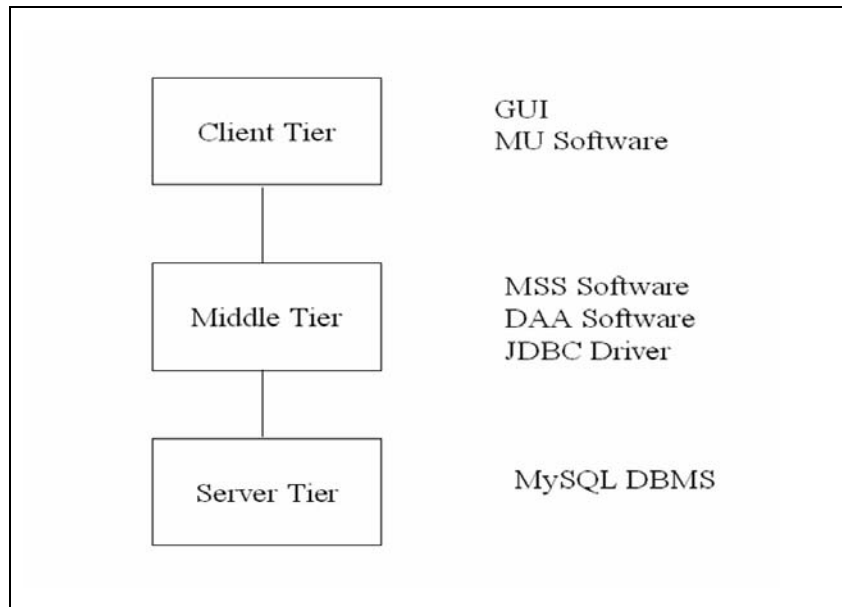 Client Tier
GUI
MU Software
Middle Tier
MSS Software
DAA Software
JDBC Driver
Server Tier
MySQL DBMS